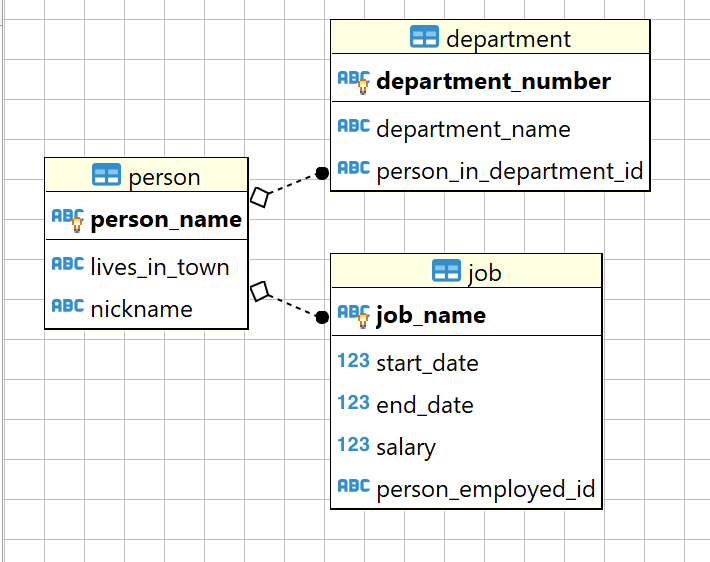 department
ABC department_number
ABC department_name
ABC person_in_department_id
person
ABC person_name
ABC lives_in_town
ABC nickname
job
ABC job_name
123 start_date
123 end_date
123 salary
ABC person_employed_id